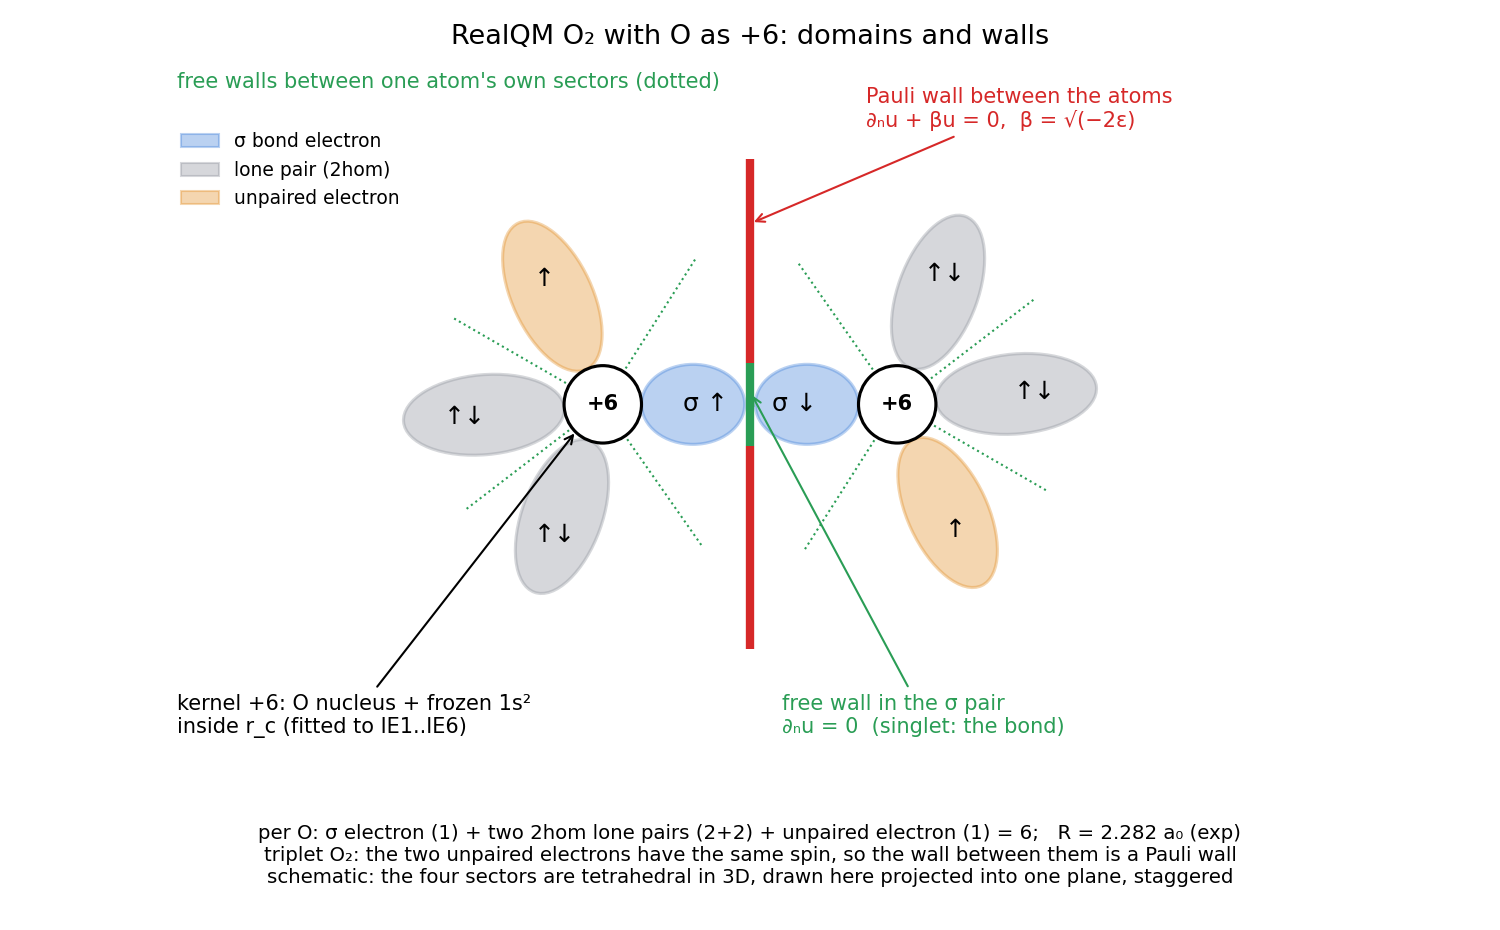 RealQM O₂ with O as +6: domains and walls
free walls between one atom's own sectors (dotted)
Pauli wall between the atoms
∂ₙu + βu = 0,  β = √(−2ε)
σ bond electron
lone pair (2hom)
unpaired electron
↑
↑↓
↑↓
+6
σ ↑
σ ↓
+6
↑↓
↑↓
↑
kernel +6: O nucleus + frozen 1s²
inside r_c (fitted to IE1..IE6)
free wall in the σ pair
∂ₙu = 0  (singlet: the bond)
per O: σ electron (1) + two 2hom lone pairs (2+2) + unpaired electron (1) = 6;   R = 2.282 a₀ (exp)
triplet O₂: the two unpaired electrons have the same spin, so the wall between them is a Pauli wall
schematic: the four sectors are tetrahedral in 3D, drawn here projected into one plane, staggered